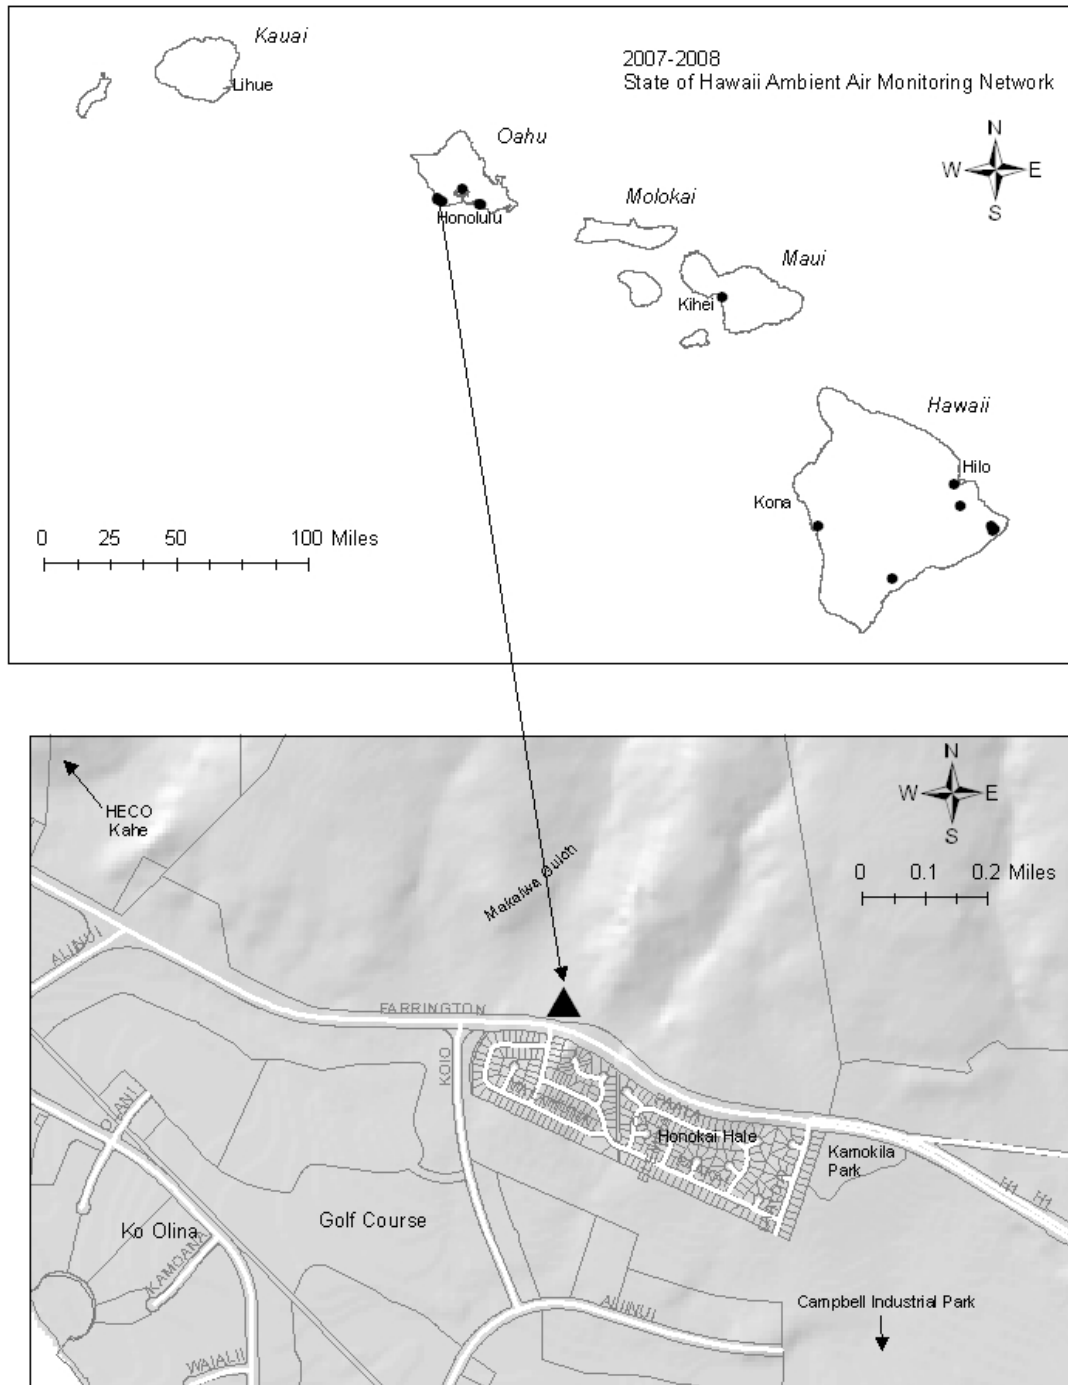 Kauai
Lihue
2007-2008
State of Hawaii Ambient Air Monitoring Network
Oahu
Honolulu
N
W E
S
Molokai
Maui
Kihei
Hawaii
Hilo
Kona
0 25 50 100 Miles
N
W E
S
HECO
Kahe
0 0.1 0.2 Miles
Makaiwa Gulch
ALIINUI
FARRINGTON
KOIO
OLANI
Honokai Hale
Kamokila
Park
H1 H1
Ko Olina
Golf Course
KAMOANA
ALIINUI
Campbell Industrial Park
WAIALII